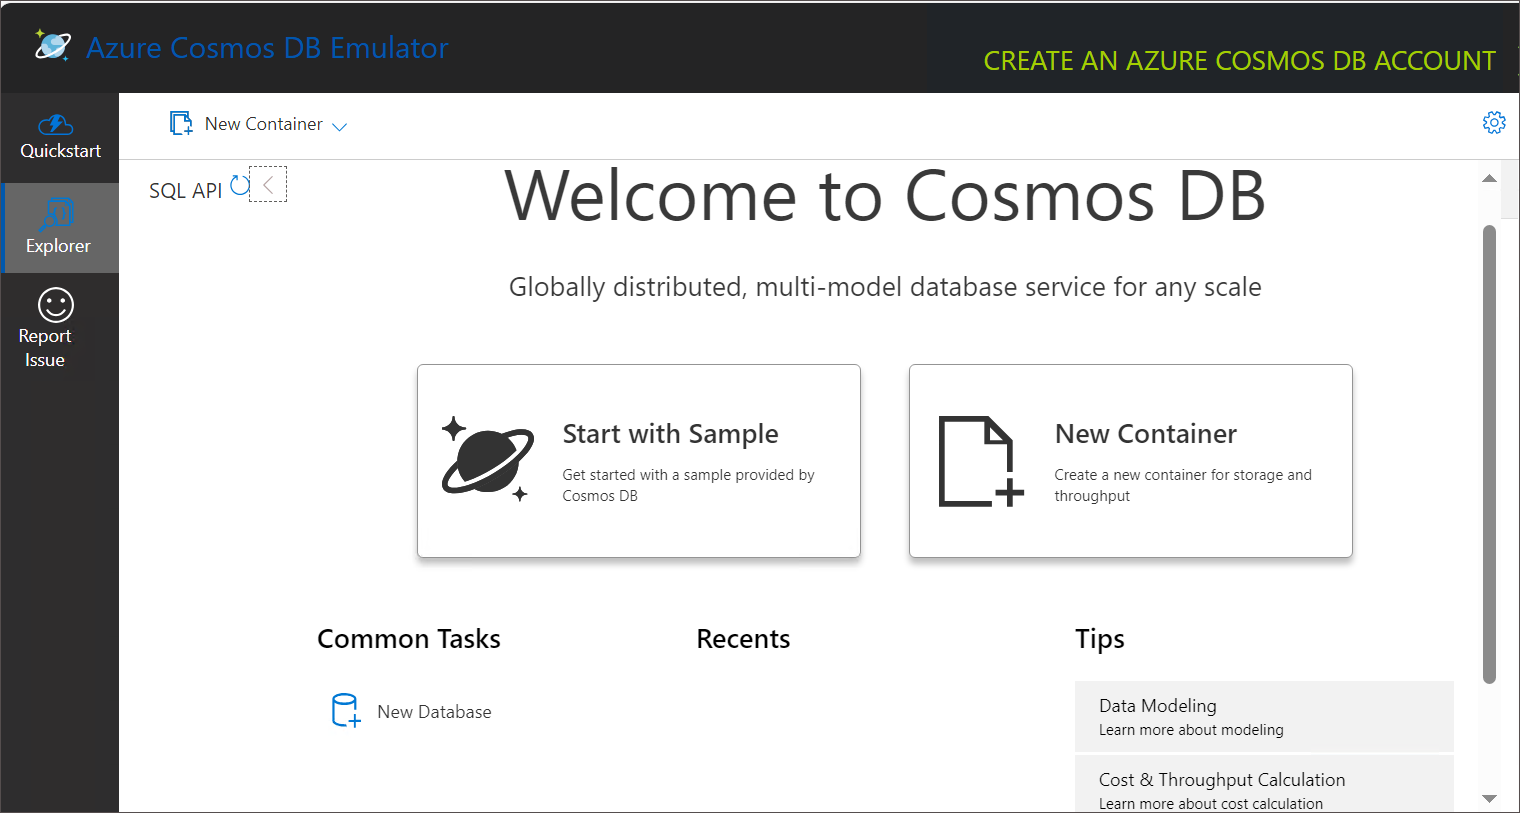 Azure Cosmos DB Emulator
CREATE AN AZURE COSMOS DB ACCOUNT
Quickstart
Explorer
Report
Issue
New Container
SQL API
Welcome to Cosmos DB
Globally distributed, multi-model database service for any scale
Start with Sample
Get started with a sample provided by
Cosmos DB
New Container
Create a new container for storage and
throughput
Common Tasks
New Database
Recents
Tips
Data Modeling
Learn more about modeling
Cost & Throughput Calculation
Learn more about cost calculation